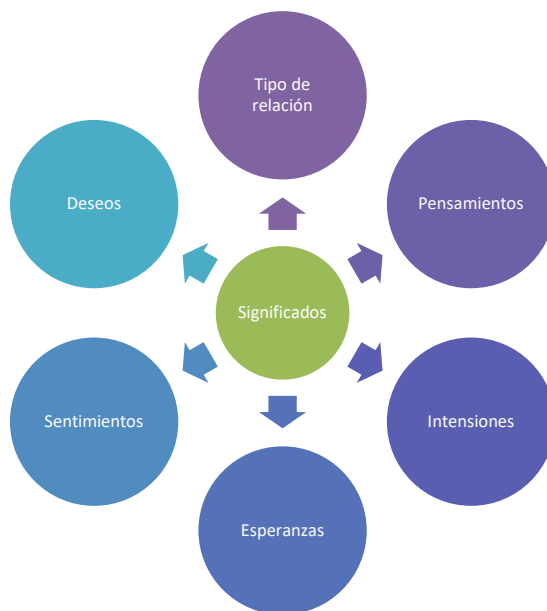 Tipo de
relación
Deseos
Pensamientos
Significados
Sentimientos
Intensiones
Esperanzas